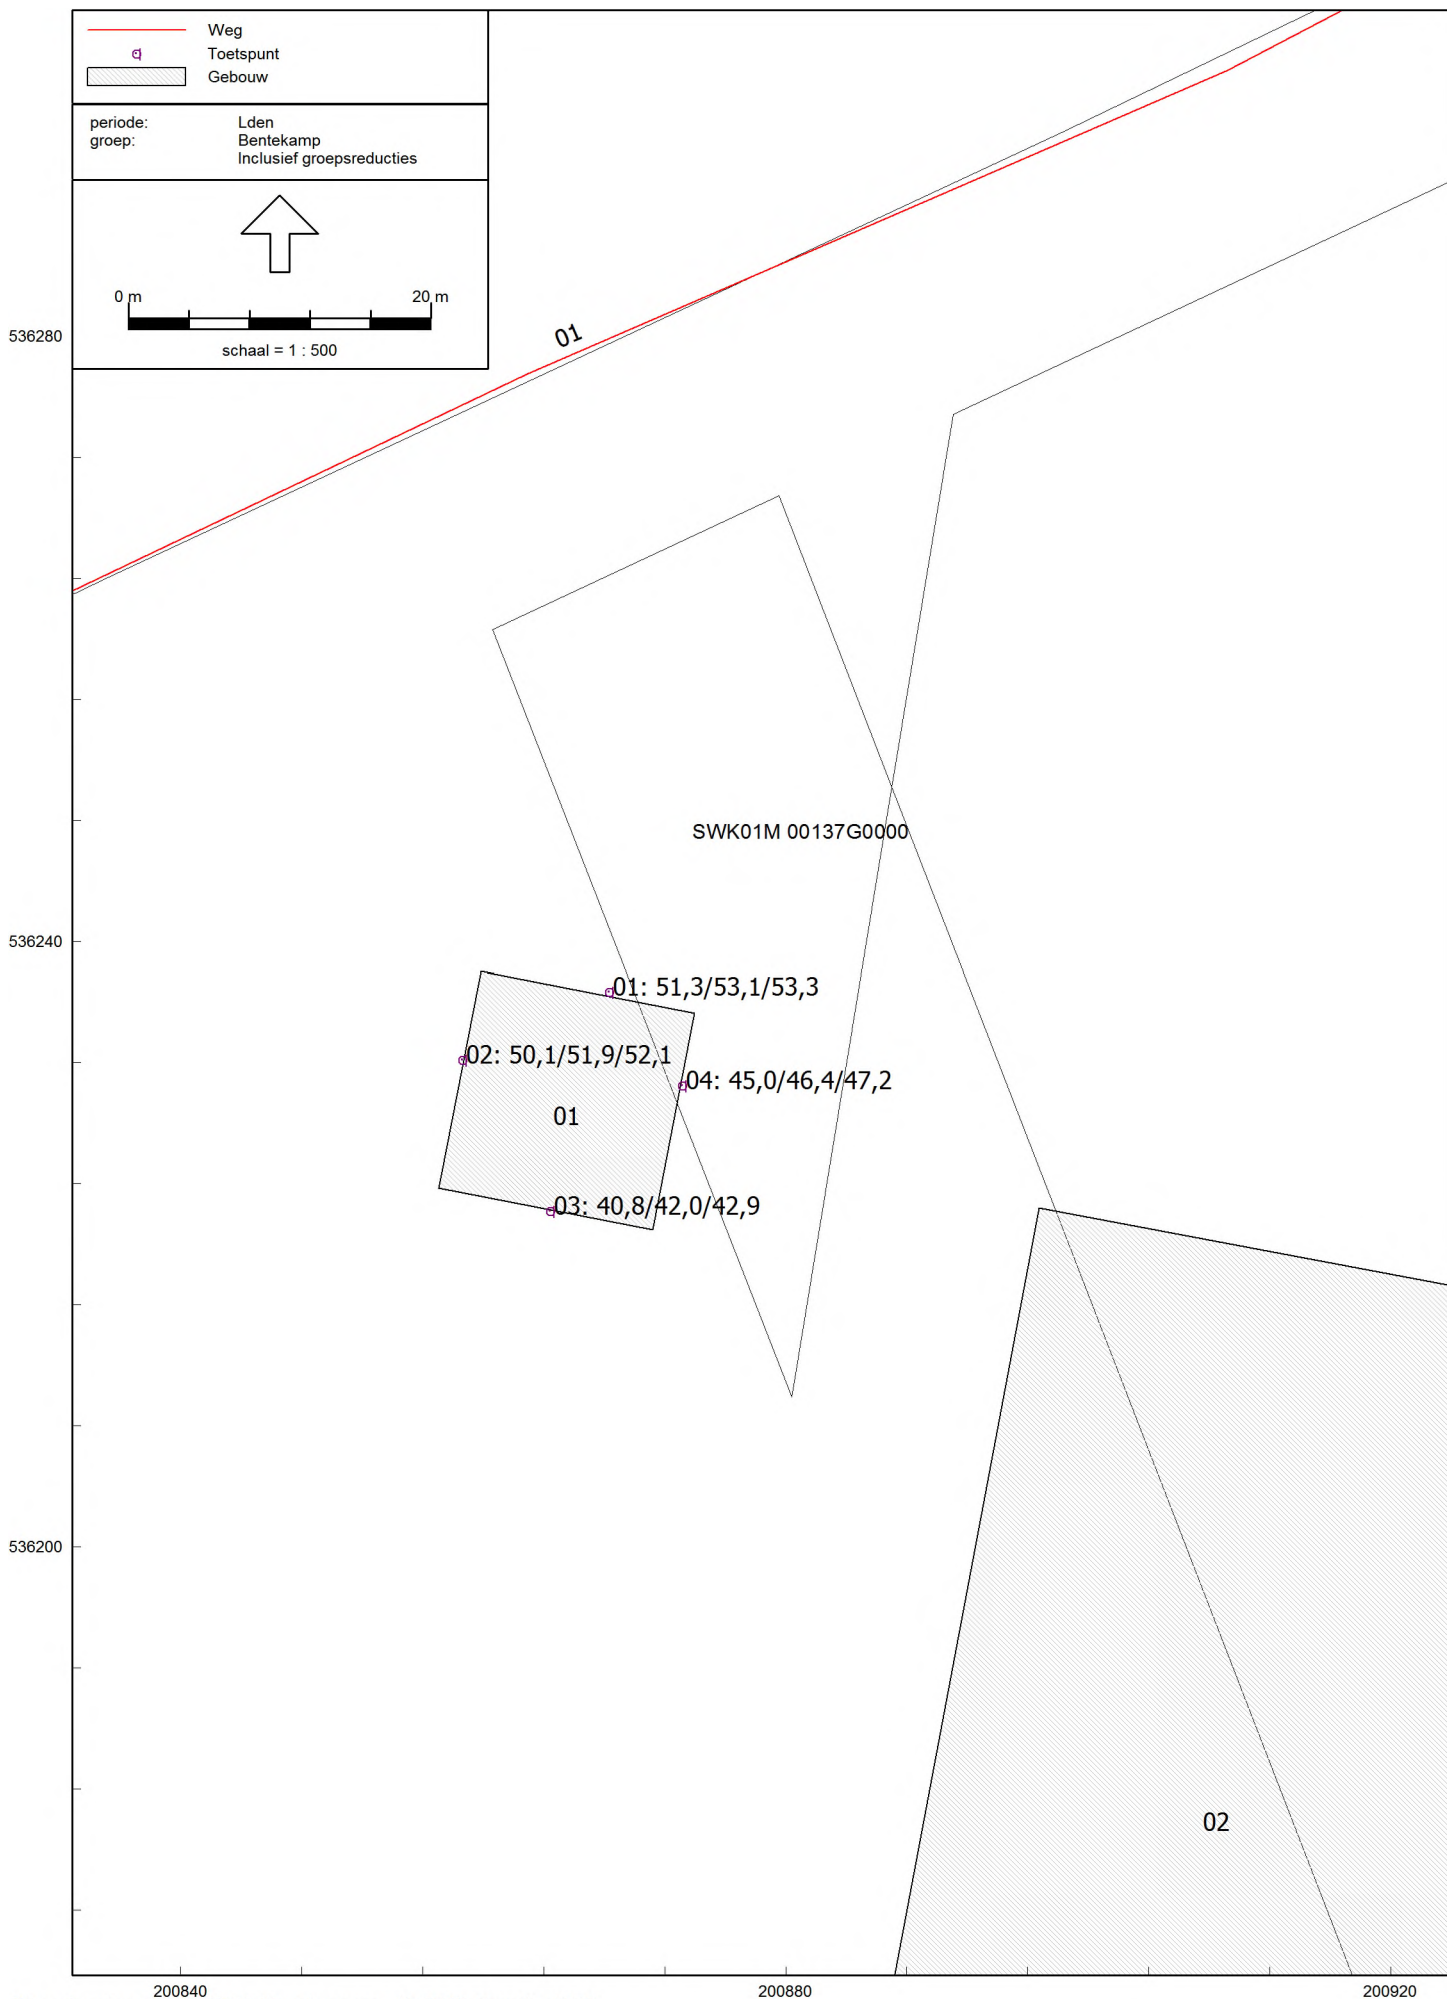 Weg
Toetspunt
Gebouw
periode: Lden
groep: Bentekamp
Inclusief groepsreducties
0 m 20 m
schaal = 1 : 500
536280
01
SWK01M 00137G0000
536240
01: 51,3/53,1/53,3
02: 50,1/51,9/52,1
04: 45,0/46,4/47,2
01
03: 40,8/42,0/42,9
536200
02
200840 200880 200920